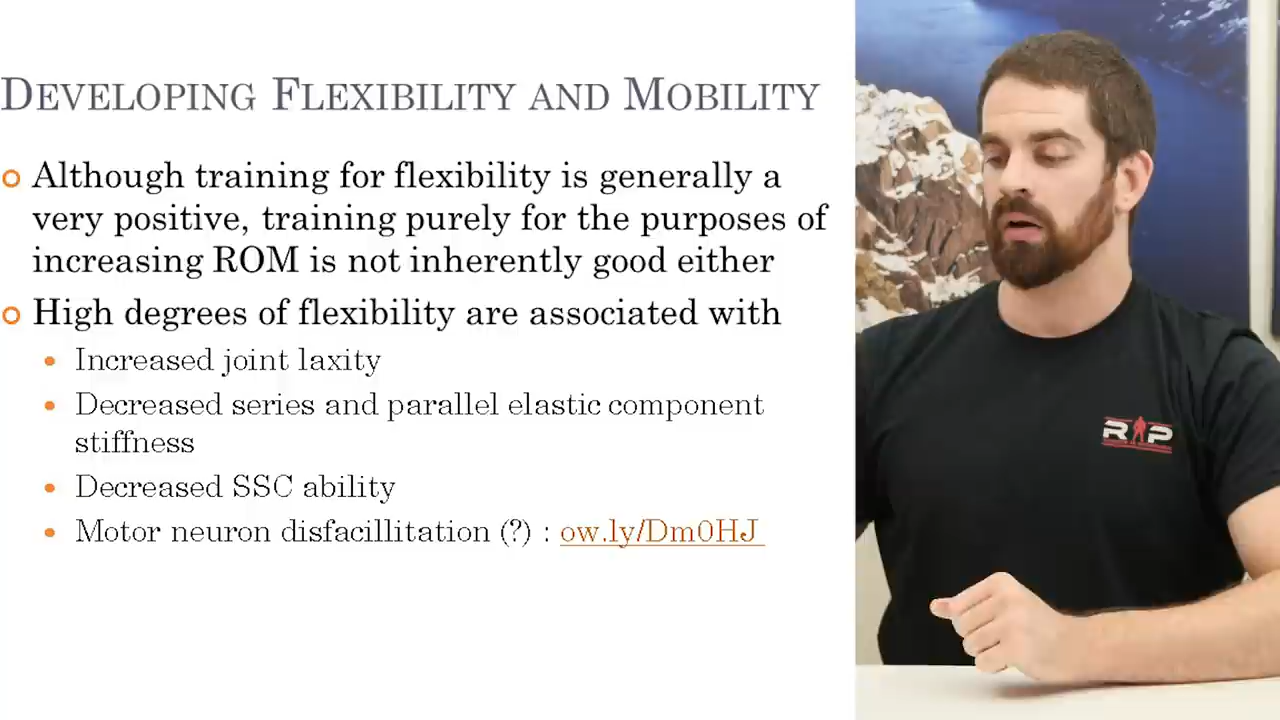 DEVELOPING FLEXIBILITY AND MOBILITY
Although training for flexibility is generally a
very positive, training purely for the purposes of
increasing ROM is not inherently good either
High degrees of flexibility are associated with
Increased joint laxity
Decreased series and parallel elastic component
stiffness
Decreased SSC ability
Motor neuron disfacillitation (?) : ow.ly/Dm0HJ
RP